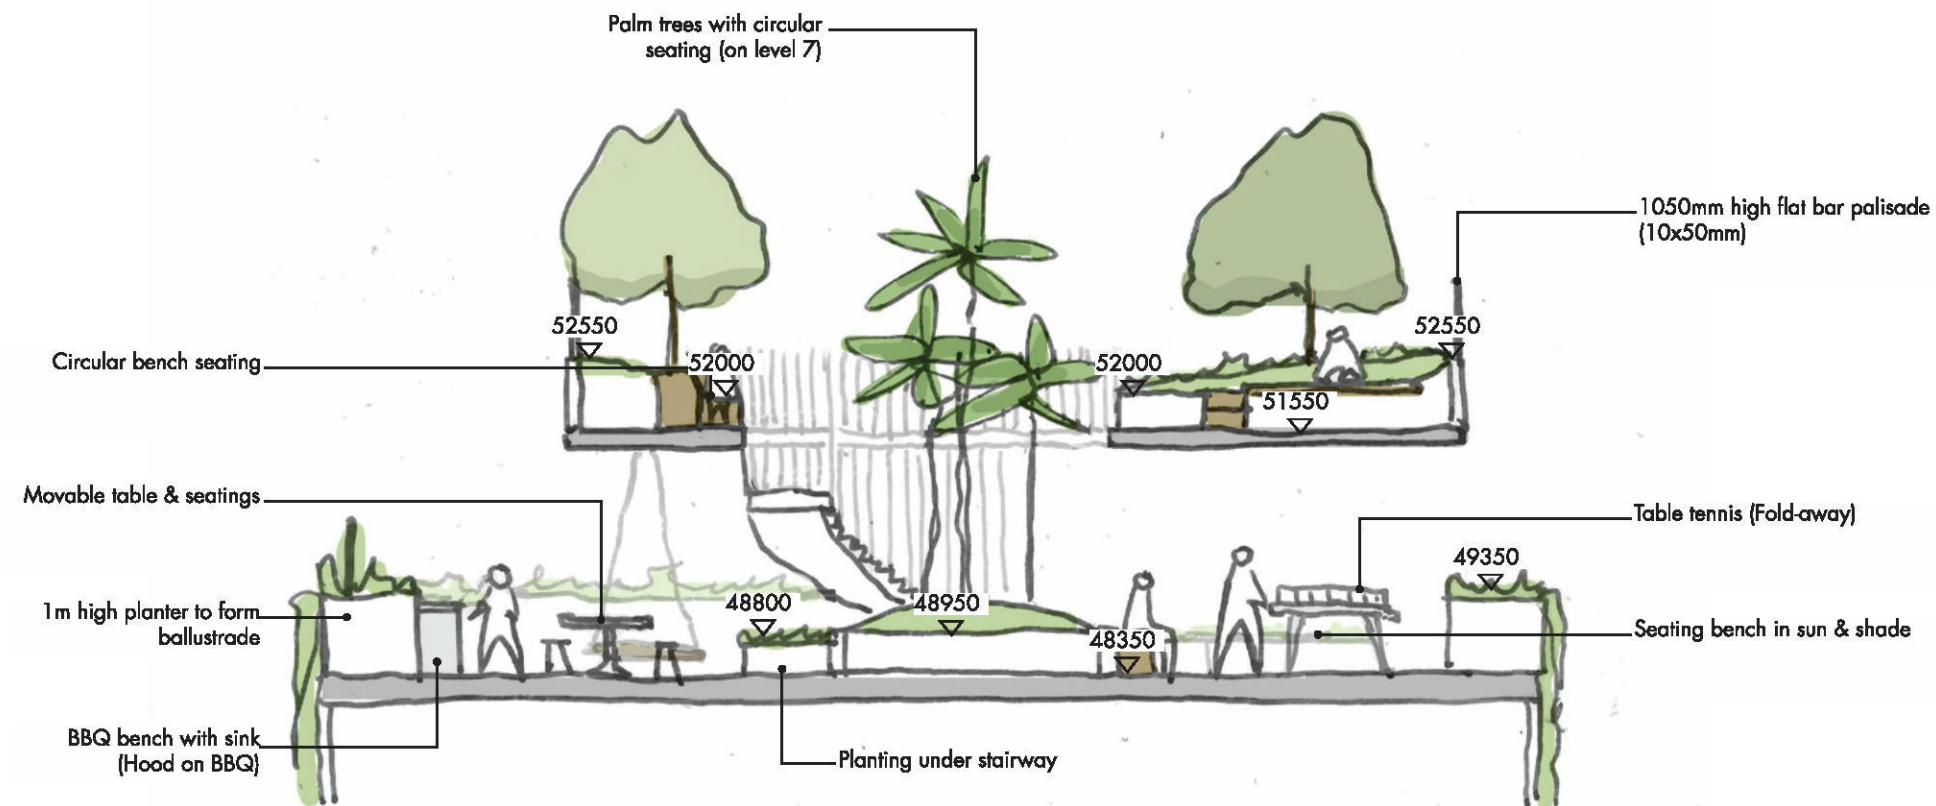 Palm trees with circular
seating (on level 7)
1050mm high flat bar palisade
(10x50mm)
52550
52550
Circular bench seating
52000
52000
51550
Movable table & seatings
Table tennis (Fold-away)
49350
1m high planter to form
ballustrade
48800
48950
48350
Seating bench in sun & shade
BBQ bench with sink
(Hood on BBQ)
Planting under stairway